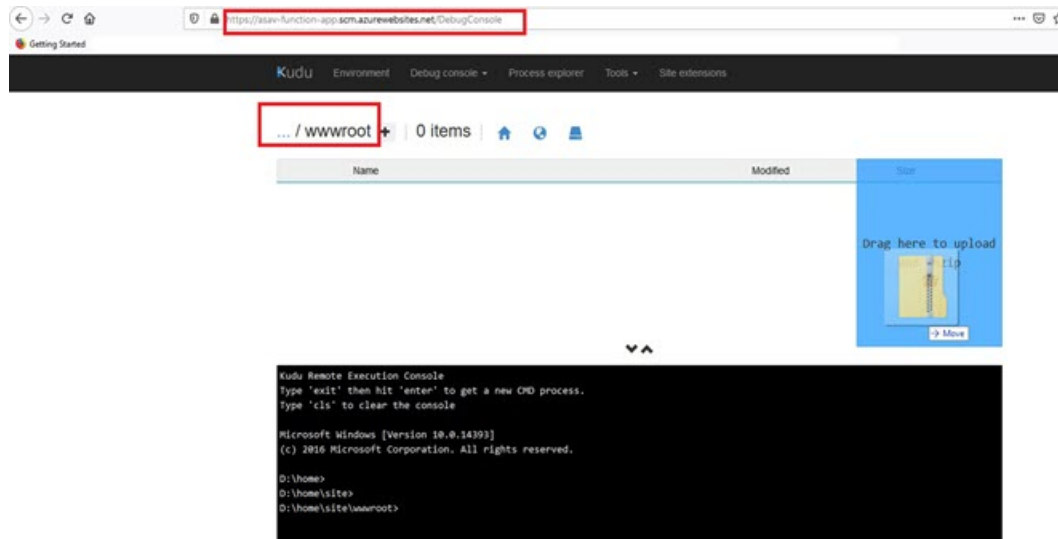 https://asav-function-app.scm.azurewebsites.net/DebugConsole
Getting Started
Kudu Environment Debug console Process explorer Tools Site extensions
... / wwwroot + | 0 items
Name Modified Size
Drag here to upload
zip
Move
Kudu Remote Execution Console
Type 'exit' then hit 'enter' to get a new CMD process.
Type 'cls' to clear the console
Microsoft Windows [Version 10.0.14393]
(c) 2016 Microsoft Corporation. All rights reserved.
D:\home>
D:\home\site>
D:\home\site\wwwroot>